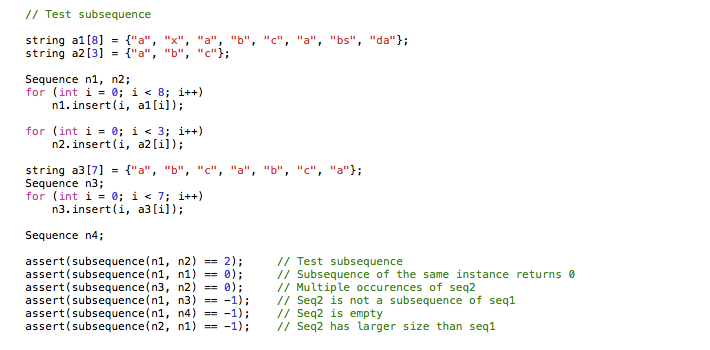 // Test subsequence
string a1[8] = {"a", "x", "a", "b", "c", "a", "bs", "da"};
string a2[3] = {"a", "b", "c"};
Sequence n1, n2;
for (int i = 0; i < 8; i++)
    n1.insert(i, a1[i]);
for (int i = 0; i < 3; i++)
    n2.insert(i, a2[i]);
string a3[7] = {"a", "b", "c", "a", "b", "c", "a"};
Sequence n3;
for (int i = 0; i < 7; i++)
    n3.insert(i, a3[i]);
Sequence n4;
assert(subsequence(n1, n2) == 2);     // Test subsequence
assert(subsequence(n1, n1) == 0);     // Subsequence of the same instance returns 0
assert(subsequence(n3, n2) == 0);     // Multiple occurences of seq2
assert(subsequence(n1, n3) == -1);    // Seq2 is not a subsequence of seq1
assert(subsequence(n1, n4) == -1);    // Seq2 is empty
assert(subsequence(n2, n1) == -1);    // Seq2 has larger size than seq1